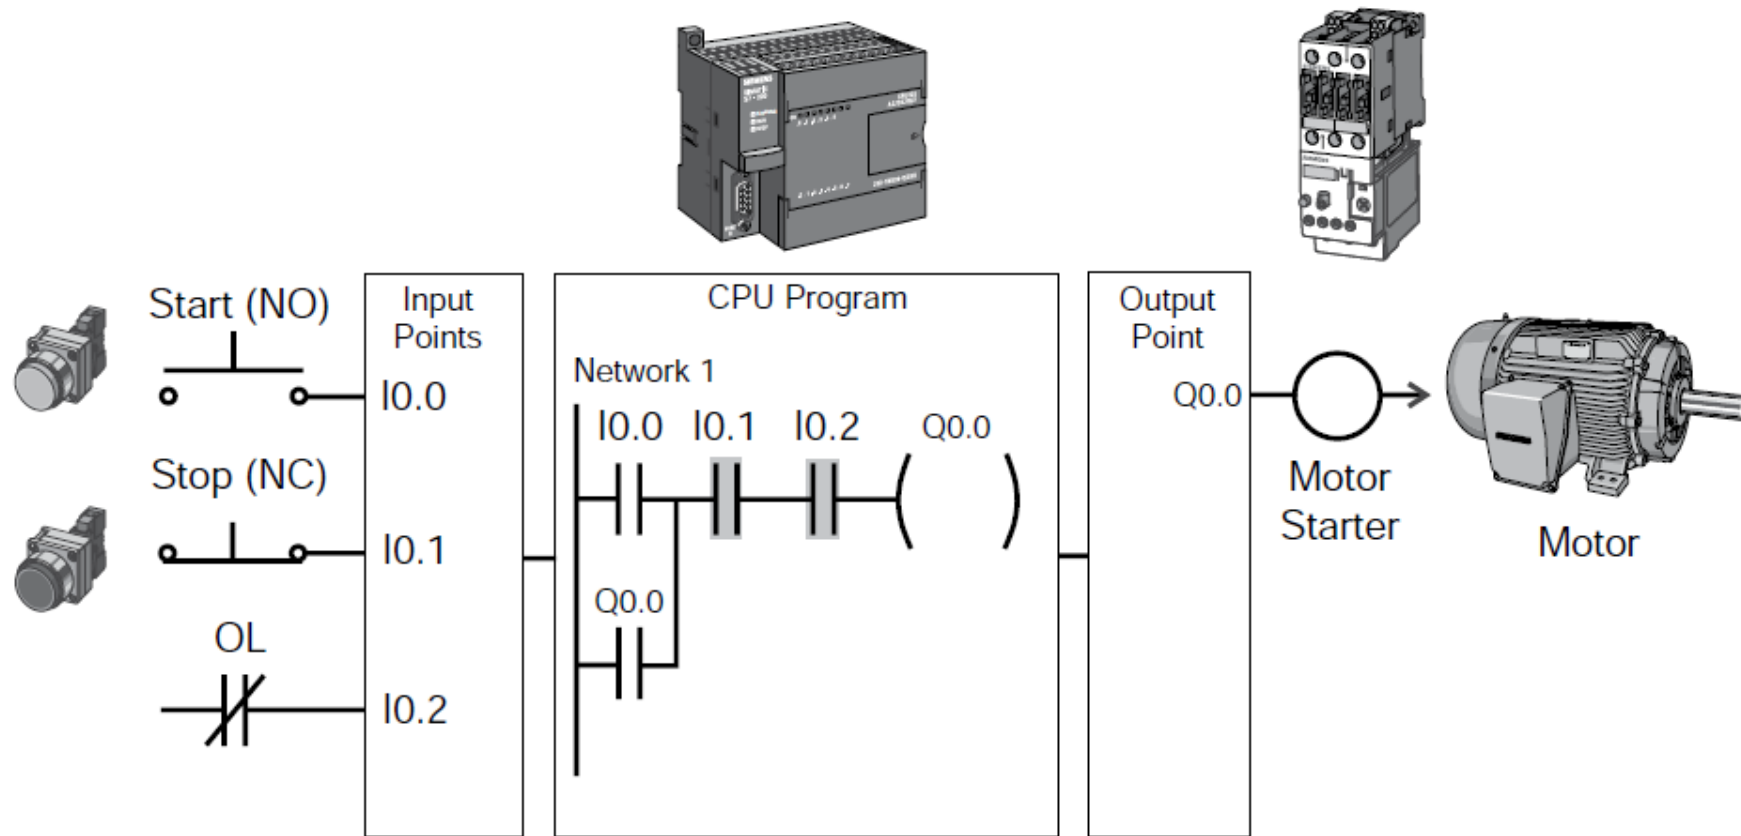 SIEMENS
Start (NO)
Input
Points
I0.0
Stop (NC)
I0.1
OL
I0.2
CPU Program
Network 1
I0.0 I0.1 I0.2 Q0.0
Q0.0
Output
Point
Q0.0
Motor
Starter
Motor